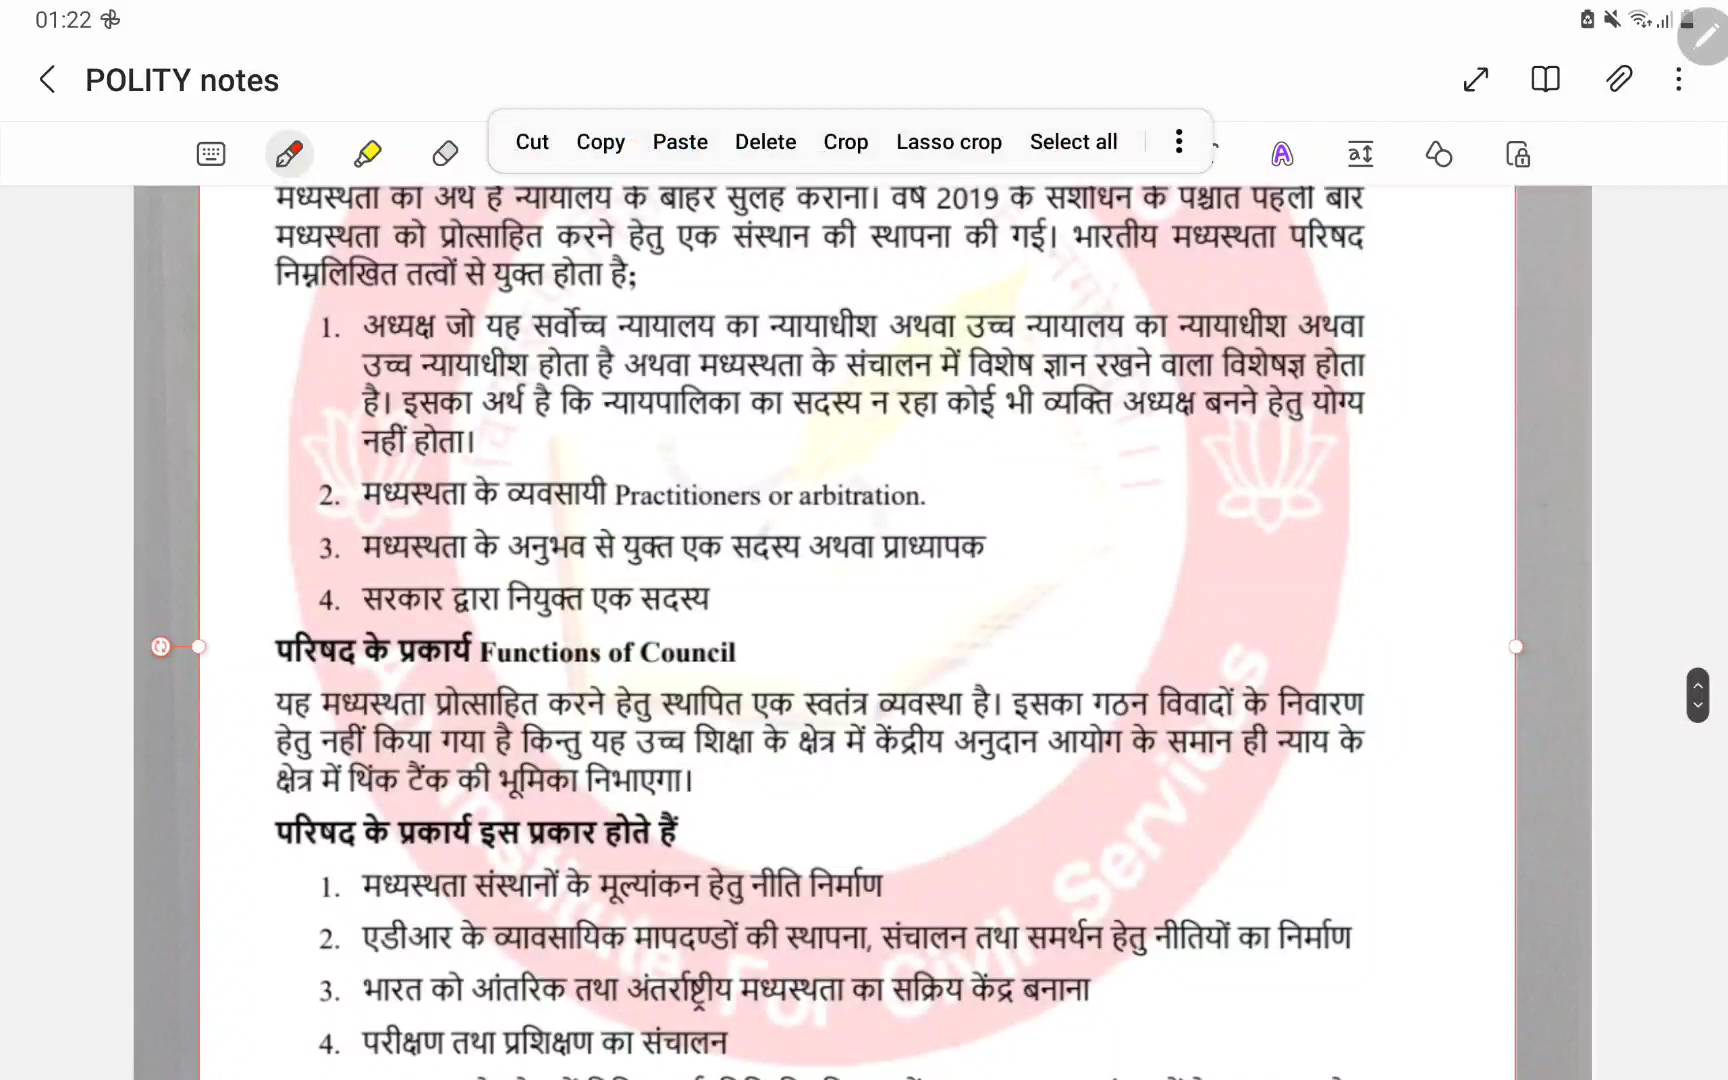 01:22
POLITY notes
Cut Copy Paste Delete Crop Lasso crop Select all
मध्यस्थता का अर्थ है न्यायालय के बाहर सुलह कराना। वर्ष 2019 के संशोधन के पश्चात पहली बार
मध्यस्थता को प्रोत्साहित करने हेतु एक संस्थान की स्थापना की गई। भारतीय मध्यस्थता परिषद
निम्नलिखित तत्वों से युक्त होता है;
1. अध्यक्ष जो यह सर्वोच्च न्यायालय का न्यायाधीश अथवा उच्च न्यायालय का न्यायाधीश अथवा
उच्च न्यायाधीश होता है अथवा मध्यस्थता के संचालन में विशेष ज्ञान रखने वाला विशेषज्ञ होता
है। इसका अर्थ है कि न्यायपालिका का सदस्य न रहा कोई भी व्यक्ति अध्यक्ष बनने हेतु योग्य
नहीं होता।
2. मध्यस्थता के व्यवसायी Practitioners or arbitration.
3. मध्यस्थता के अनुभव से युक्त एक सदस्य अथवा प्राध्यापक
4. सरकार द्वारा नियुक्त एक सदस्य
परिषद के प्रकार्य Functions of Council
यह मध्यस्थता प्रोत्साहित करने हेतु स्थापित एक स्वतंत्र व्यवस्था है। इसका गठन विवादों के निवारण
हेतु नहीं किया गया है किन्तु यह उच्च शिक्षा के क्षेत्र में केंद्रीय अनुदान आयोग के समान ही न्याय के
क्षेत्र में थिंक टैंक की भूमिका निभाएगा।
परिषद के प्रकार्य इस प्रकार होते हैं
1. मध्यस्थता संस्थानों के मूल्यांकन हेतु नीति निर्माण
2. एडीआर के व्यावसायिक मापदण्डों की स्थापना, संचालन तथा समर्थन हेतु नीतियों का निर्माण
3. भारत को आंतरिक तथा अंतर्राष्ट्रीय मध्यस्थता का सक्रिय केंद्र बनाना
4. परीक्षण तथा प्रशिक्षण का संचालन
Institute For Civil Services